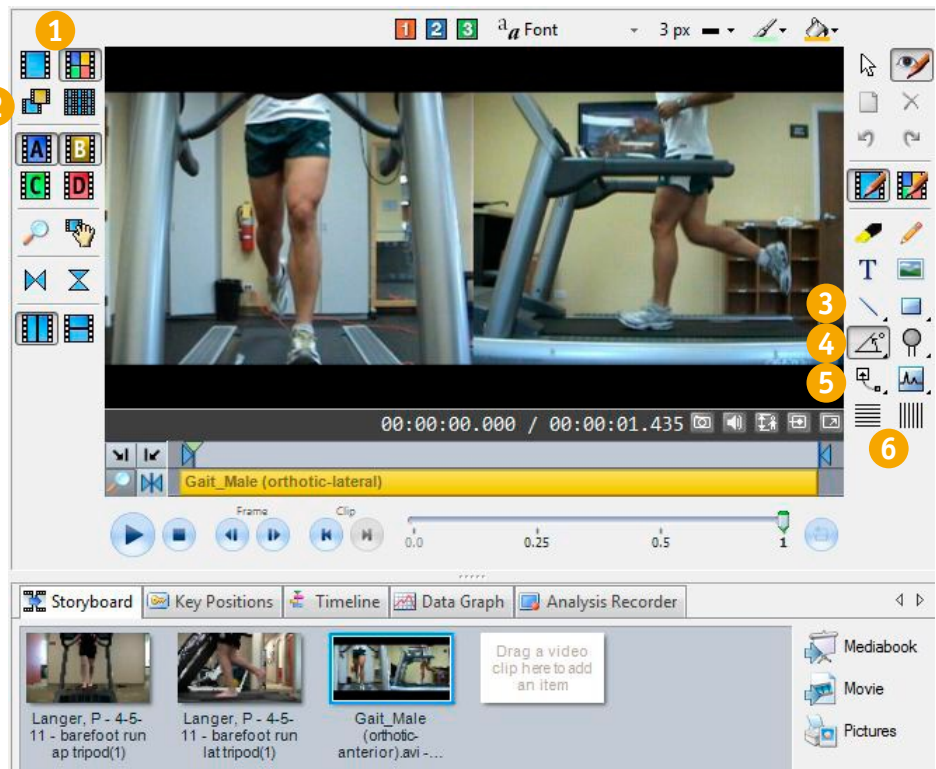 1
1 2 3 a a Font 3 px
A B
C D
T
3
4
5
6
00:00:00.000 / 00:00:01.435
Gait_Male (orthotic-lateral)
Frame Clip
0.0 0.25 0.5 1
Storyboard Key Positions Timeline Data Graph Analysis Recorder
Langer, P - 4-5-
11 - barefoot run
ap tripod(1)
Langer, P - 4-5-
11 - barefoot run
lat tripod(1)
Gait_Male
(orthotic-
anterior).avi -...
Drag a video
clip here to add
an item
Mediabook
Movie
Pictures